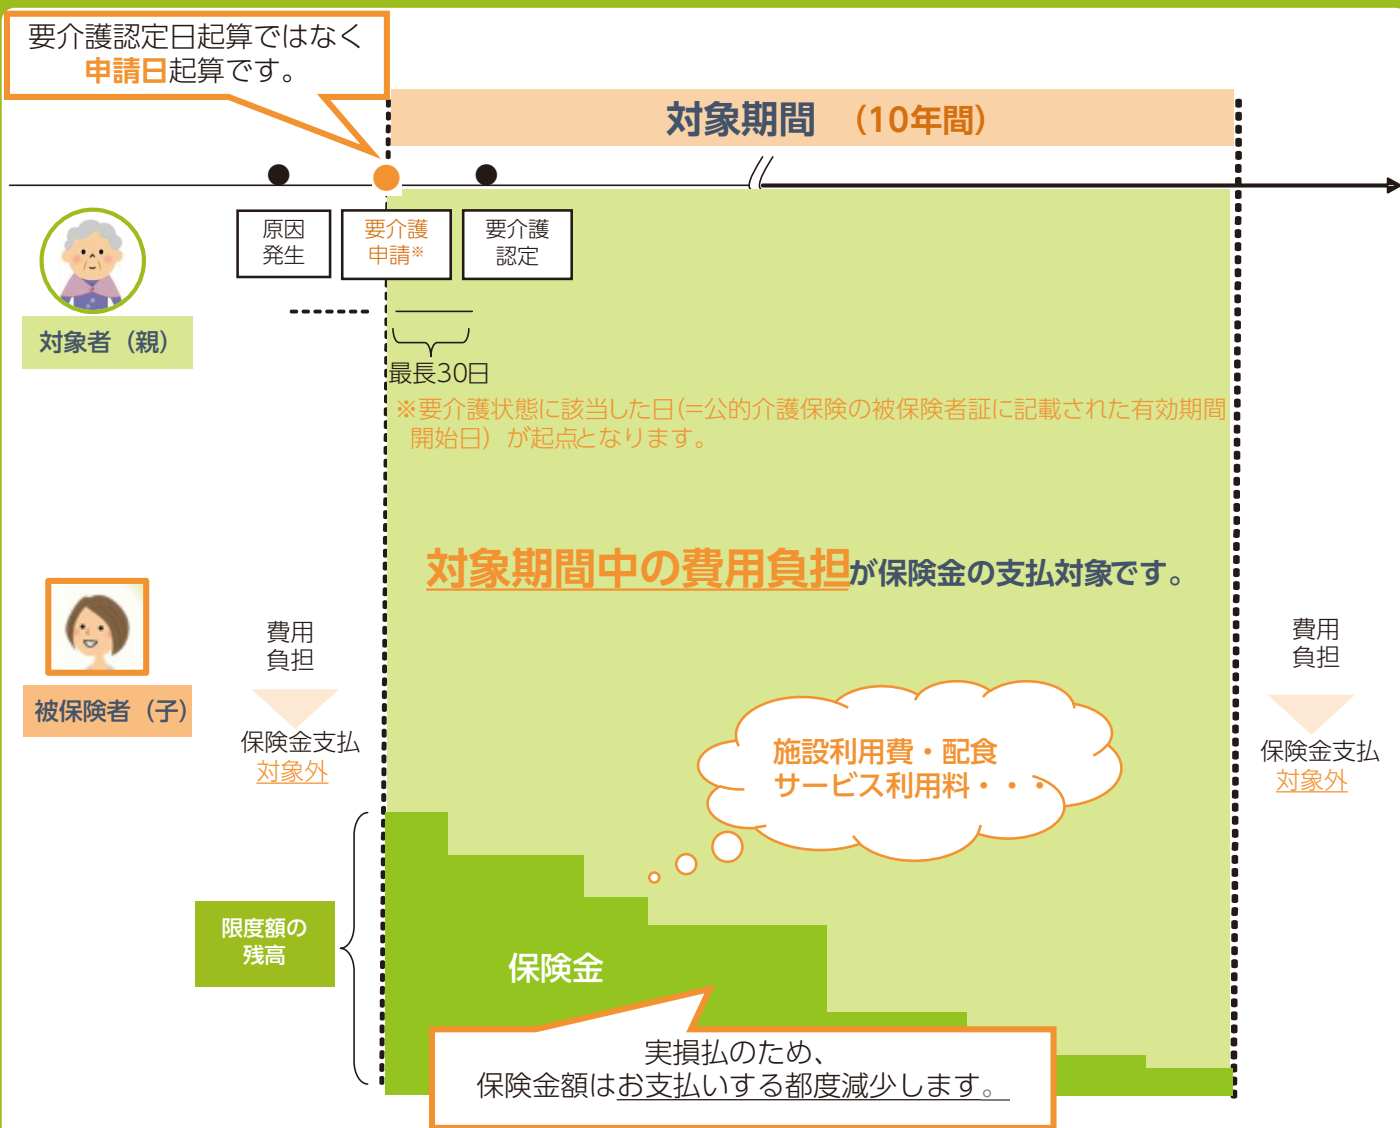 要介護認定日起算ではなく
申請日起算です。
対象期間 (10年間)
原因
発生
要介護
申請※
要介護
認定
対象者（親）
最長30日
※要介護状態に該当した日(=公的介護保険の被保険者証に記載された有効期間
開始日）が起点となります。
対象期間中の費用負担が保険金の支払対象です。
被保険者（子）
費用
負担
保険金支払
対象外
費用
負担
保険金支払
対象外
施設利用費・配食
サービス利用料・・・
限度額の
残高
保険金
実損払のため、
保険金額はお支払いする都度減少します。